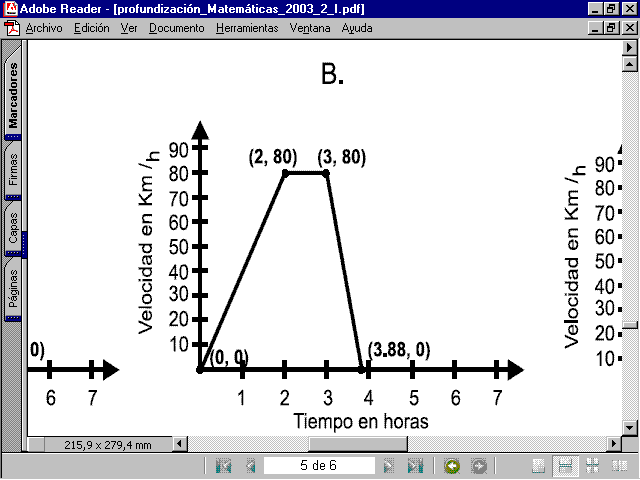 Adobe Reader - [profundización_Matemáticas_2003_2_I.pdf]
Archivo Edición Ver Documento Herramientas Ventana Ayuda
Marcadores
Firmas
Capas
Páginas
B.
Velocidad en Km/h
90
80
70
60
50
40
30
20
10
(2, 80) (3, 80)
(0, 0) (3.88, 0)
1 2 3 4 5 6 7
Tiempo en horas
0)
6 7
Velocidad en Km/h
90
80
70
60
50
40
30
20
10
215,9 x 279,4 mm
5 de 6